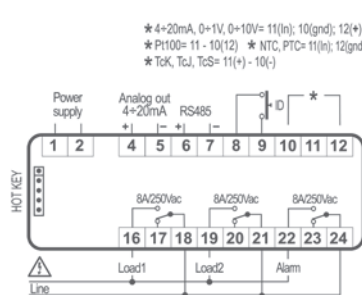 * 4÷20mA, 0÷1V, 0÷10V= 11(In); 10(gnd); 12(+)
* Pt100= 11 - 10(12) * NTC, PTC= 11(In); 12(gnd
* TcK, TcJ, TcS= 11(+) - 10(-)
Power supply
Analog out 4÷20mA
RS485
ID
*
+ - + -
1 2 4 5 6 7 8 9 10 11 12
HOT KEY
8A/250Vac 8A/250Vac 8A/250Vac
16 17 18 19 20 21 22 23 24
Load1 Load2 Alarm
Line